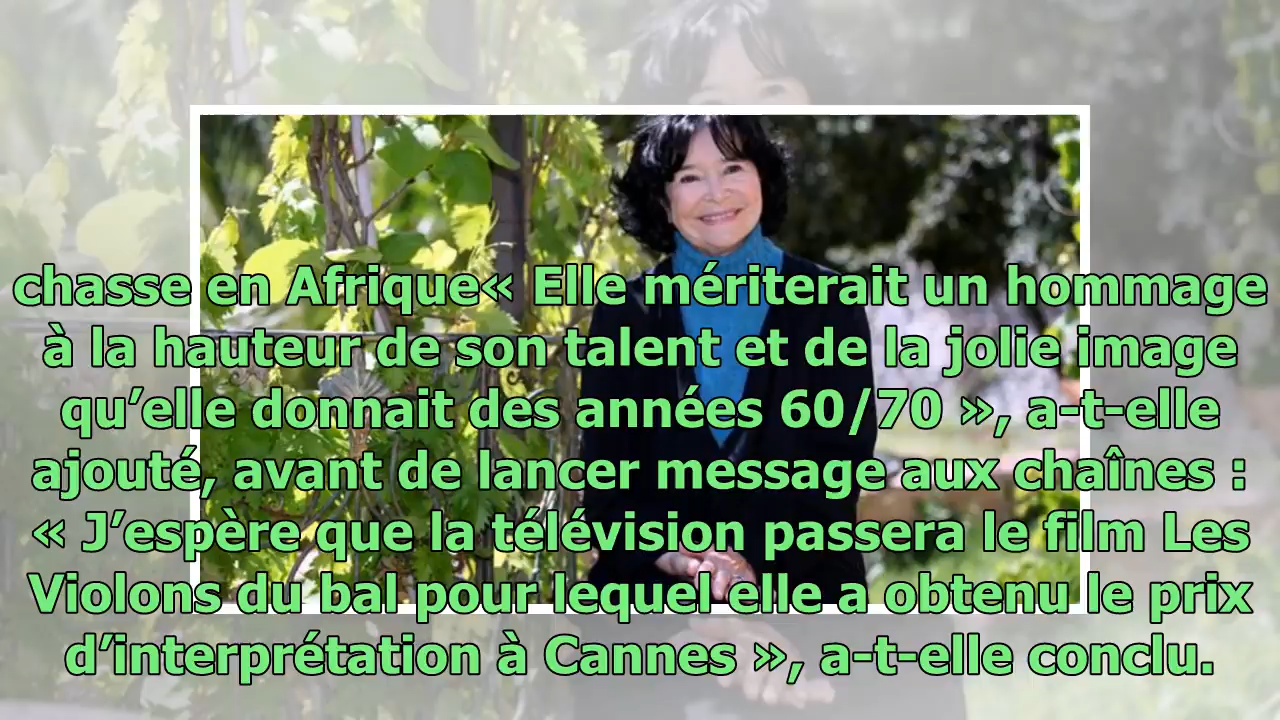 chasse en Afrique« Elle mériterait un hommage
à la hauteur de son talent et de la jolie image
qu’elle donnait des années 60/70 », a-t-elle
ajouté, avant de lancer message aux chaînes :
« J’espère que la télévision passera le film Les
Violons du bal pour lequel elle a obtenu le prix
d’interprétation à Cannes », a-t-elle conclu.